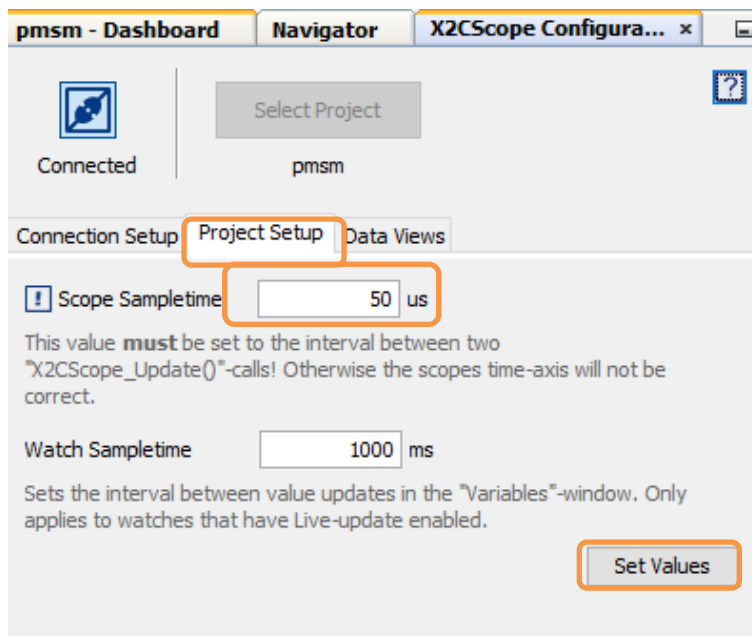 pmsm - Dashboard Navigator X2CScope Configura... ×
Select Project
?
Connected pmsm
Connection Setup Project Setup Data Views
! Scope Sampletime 50 us
This value must be set to the interval between two
"X2CScope_Update()"-calls! Otherwise the scopes time-axis will not be
correct.
Watch Sampletime 1000 ms
Sets the interval between value updates in the "Variables"-window. Only
applies to watches that have Live-update enabled.
Set Values